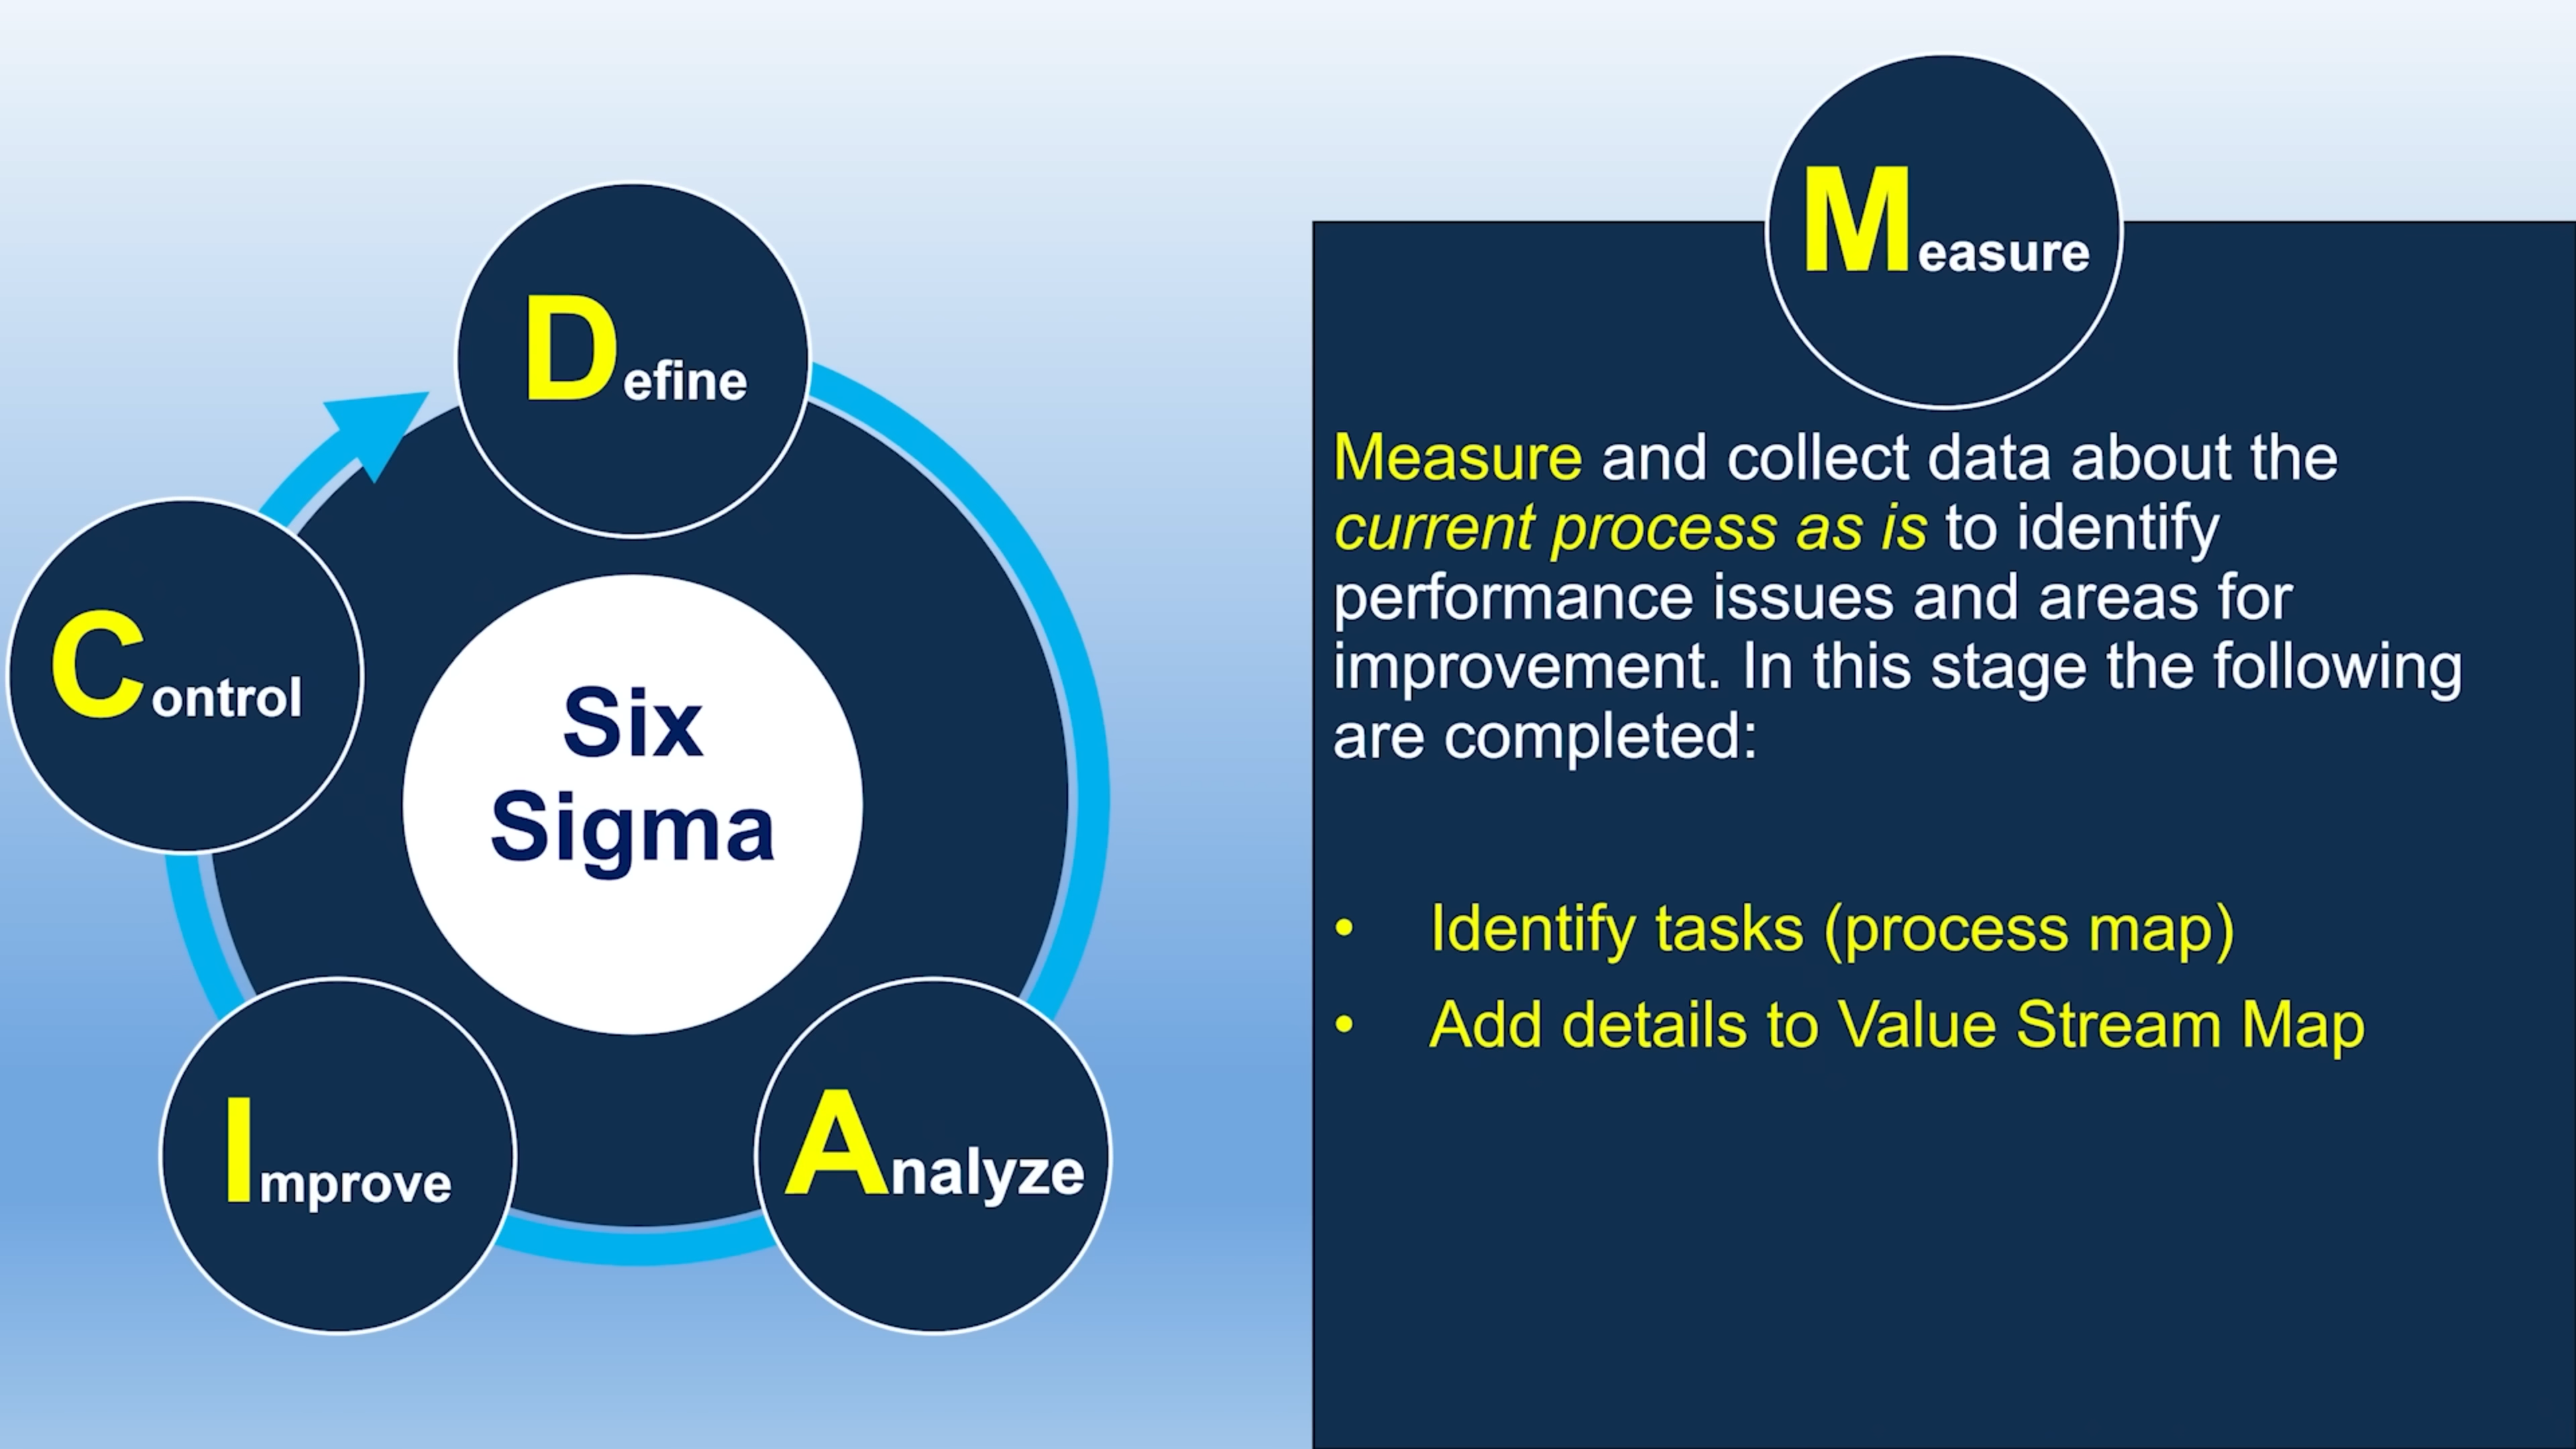 Define
Control
Six
Sigma
Improve
Analyze
Measure
Measure and collect data about the
current process as is to identify
performance issues and areas for
improvement. In this stage the following
are completed:
• Identify tasks (process map)
• Add details to Value Stream Map